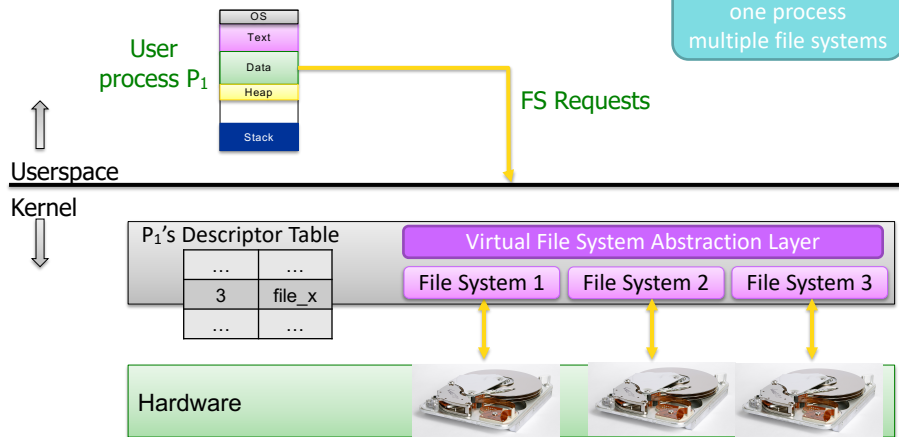 one process
multiple file systems
OS
Text
Data
Heap
Stack
User
process P₁
FS Requests
Userspace
Kernel
P₁'s Descriptor Table
… …
3 file_x
… …
Virtual File System Abstraction Layer
File System 1 File System 2 File System 3
Hardware